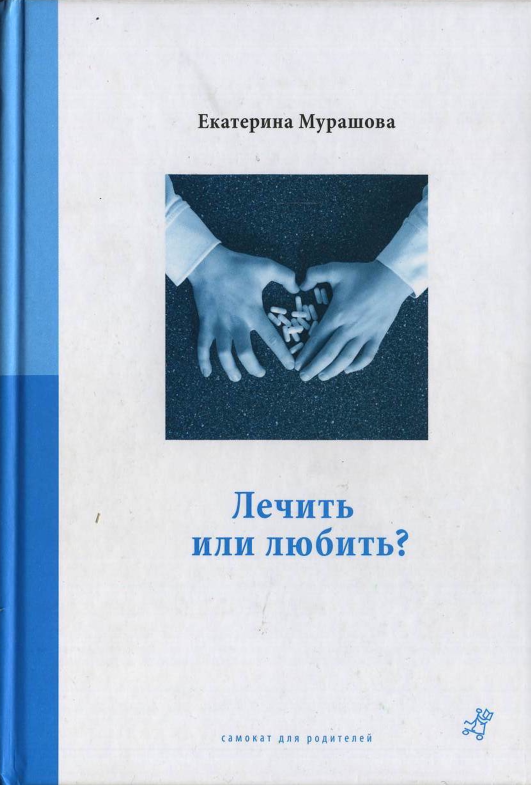 Екатерина Мурашова
Лечить
или любить?
самокат для родителей